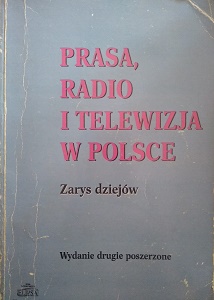 PRASA,
RADIO
I TELEWIZJA
W POLSCE
Zarys dziejów
Wydanie drugie poszerzone